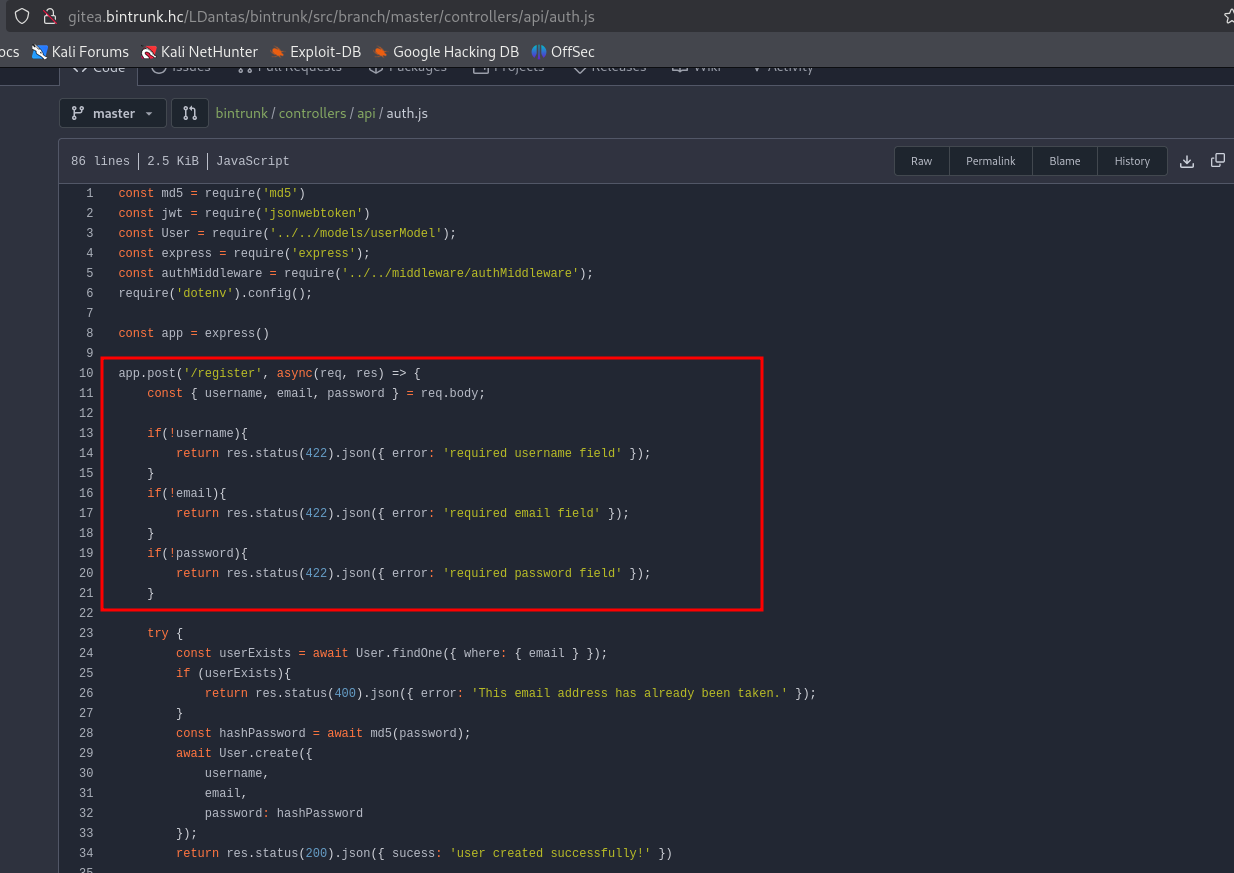 gitea.bintrunk.hc/LDantas/bintrunk/src/branch/master/controllers/api/auth.js
ocs Kali Forums Kali NetHunter Exploit-DB Google Hacking DB OffSec
Code Issues Pull Requests Packages Projects Releases Wiki Activity
master bintrunk / controllers / api / auth.js
86 lines 2.5 KiB JavaScript Raw Permalink Blame History
1 const md5 = require('md5')
2 const jwt = require('jsonwebtoken')
3 const User = require('../../models/userModel');
4 const express = require('express');
5 const authMiddleware = require('../../middleware/authMiddleware');
6 require('dotenv').config();
7
8 const app = express()
9
10 app.post('/register', async(req, res) => {
11     const { username, email, password } = req.body;
12
13     if(!username){
14         return res.status(422).json({ error: 'required username field' });
15     }
16     if(!email){
17         return res.status(422).json({ error: 'required email field' });
18     }
19     if(!password){
20         return res.status(422).json({ error: 'required password field' });
21     }
22
23     try {
24         const userExists = await User.findOne({ where: { email } });
25         if (userExists){
26             return res.status(400).json({ error: 'This email address has already been taken.' });
27         }
28         const hashPassword = await md5(password);
29         await User.create({
30             username,
31             email,
32             password: hashPassword
33         });
34         return res.status(200).json({ sucess: 'user created successfully!' })
35